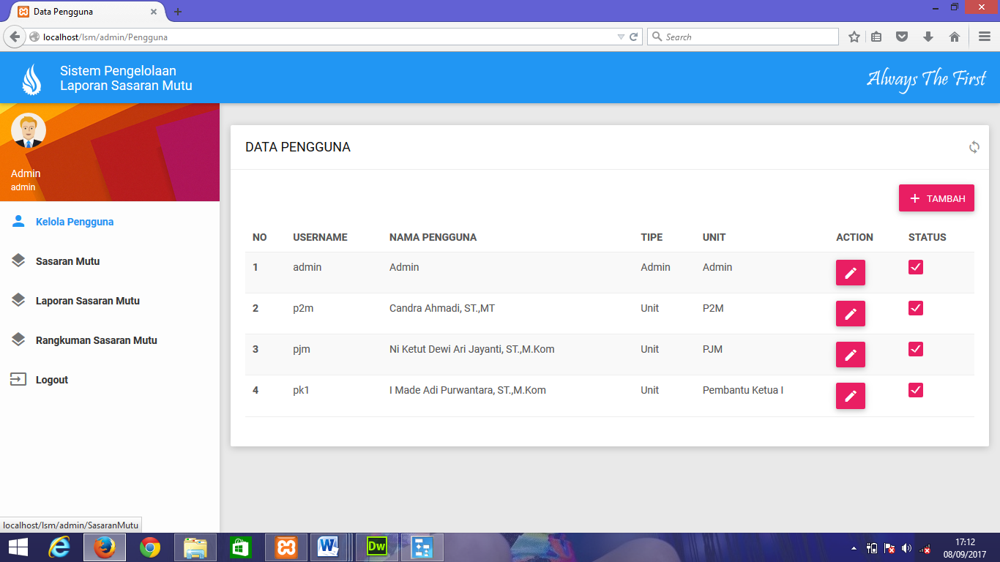 Data Pengguna
localhost/lsm/admin/Pengguna
Search
Sistem Pengelolaan
Laporan Sasaran Mutu
Always The First
Admin
admin
Kelola Pengguna
Sasaran Mutu
Laporan Sasaran Mutu
Rangkuman Sasaran Mutu
Logout
DATA PENGGUNA
TAMBAH
NO USERNAME NAMA PENGGUNA TIPE UNIT ACTION STATUS
1 admin Admin Admin Admin
2 p2m Candra Ahmadi, ST.,MT Unit P2M
3 pjm Ni Ketut Dewi Ari Jayanti, ST.,M.Kom Unit PJM
4 pk1 I Made Adi Purwantara, ST.,M.Kom Unit Pembantu Ketua I
localhost/lsm/admin/SasaranMutu
Dw
17:12
08/09/2017